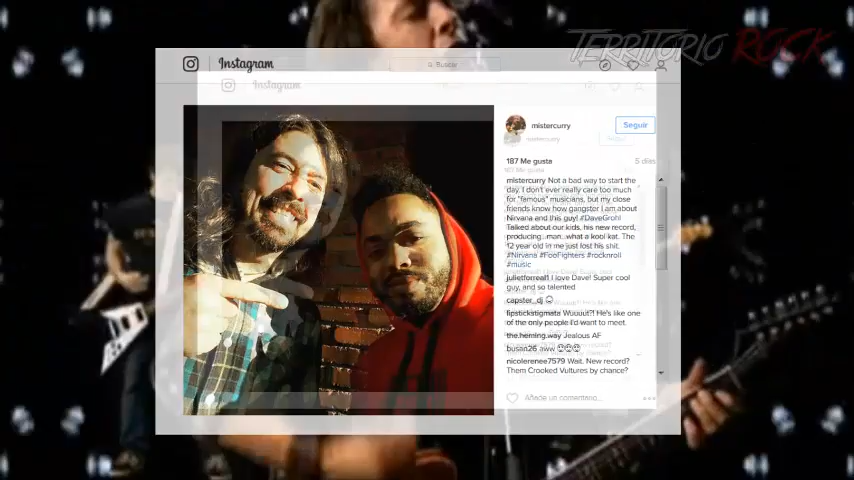 TERRITORIO ROCK
Instagram
Buscar
mistercurry
Seguir
187 Me gusta
5 días
mistercurry Not a bad way to start the
day. I don't ever really care too much
for "famous" musicians, but my close
friends know how gangster I am about
Nirvana and this guy! #DaveGrohl
Talked about our kids, his new record,
producing...man...what a kool kat. The
12 year old in me just lost his shit.
#Nirvana #FooFighters #rocknroll
#music
julietforreal! I love Dave! Super cool
guy, and so talented
capster_dj
lipstickstigmata Wuuuut?! He's like one
of the only people I'd want to meet.
the.herning.way Jealous AF
busan26 aww
nicolerenee7579 Wait. New record?
Them Crooked Vultures by chance?
Añade un comentario...